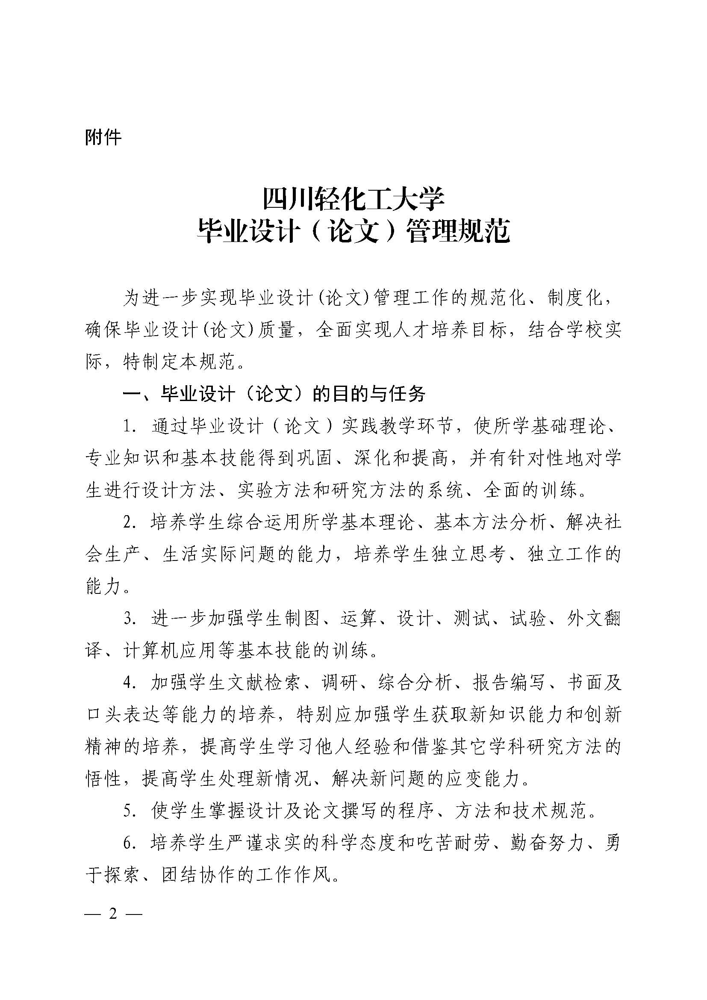 附件
四川轻化工大学
毕业设计（论文）管理规范
为进一步实现毕业设计(论文)管理工作的规范化、制度化，
确保毕业设计(论文)质量，全面实现人才培养目标，结合学校实
际，特制定本规范。
一、毕业设计（论文）的目的与任务
1. 通过毕业设计（论文）实践教学环节，使所学基础理论、
专业知识和基本技能得到巩固、深化和提高，并有针对性地对学
生进行设计方法、实验方法和研究方法的系统、全面的训练。
2. 培养学生综合运用所学基本理论、基本方法分析、解决社
会生产、生活实际问题的能力，培养学生独立思考、独立工作的
能力。
3. 进一步加强学生制图、运算、设计、测试、试验、外文翻
译、计算机应用等基本技能的训练。
4. 加强学生文献检索、调研、综合分析、报告编写、书面及
口头表达等能力的培养，特别应加强学生获取新知识能力和创新
精神的培养，提高学生学习他人经验和借鉴其它学科研究方法的
悟性，提高学生处理新情况、解决新问题的应变能力。
5. 使学生掌握设计及论文撰写的程序、方法和技术规范。
6. 培养学生严谨求实的科学态度和吃苦耐劳、勤奋努力、勇
于探索、团结协作的工作作风。
— 2 —